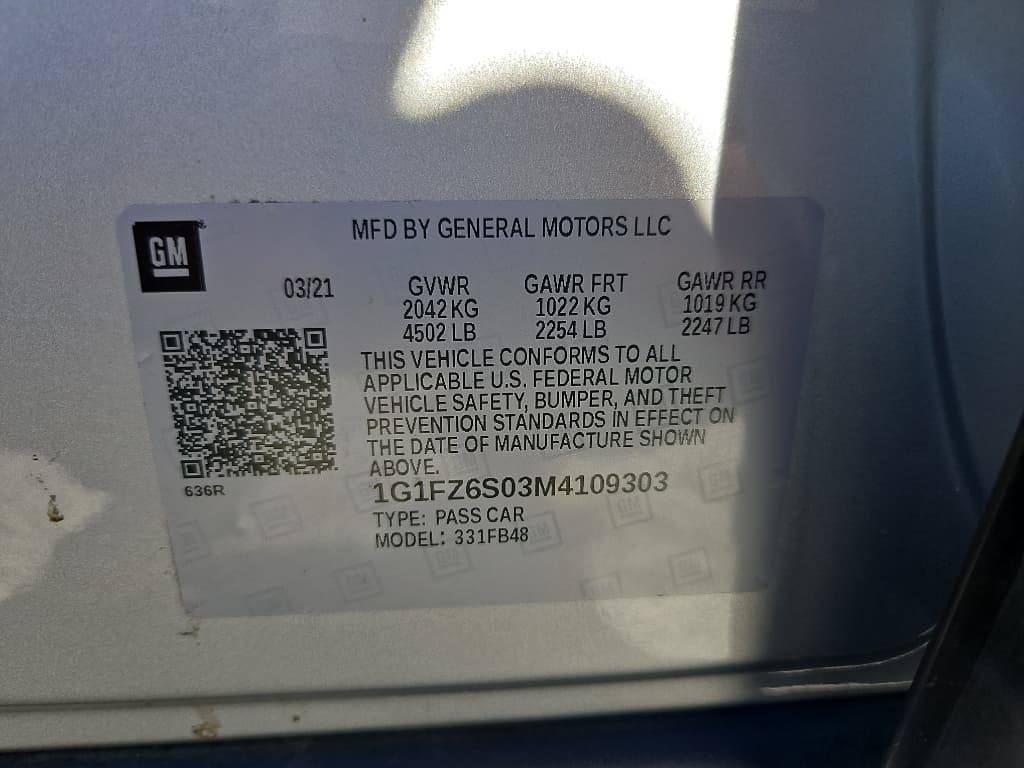 GM
MFD BY GENERAL MOTORS LLC
03/21 GVWR GAWR FRT GAWR RR
2042 KG 1022 KG 1019 KG
4502 LB 2254 LB 2247 LB
THIS VEHICLE CONFORMS TO ALL
APPLICABLE U.S. FEDERAL MOTOR
VEHICLE SAFETY, BUMPER, AND THEFT
PREVENTION STANDARDS IN EFFECT ON
THE DATE OF MANUFACTURE SHOWN
ABOVE.
636R
1G1FZ6S03M4109303
TYPE: PASS CAR
MODEL: 331FB48